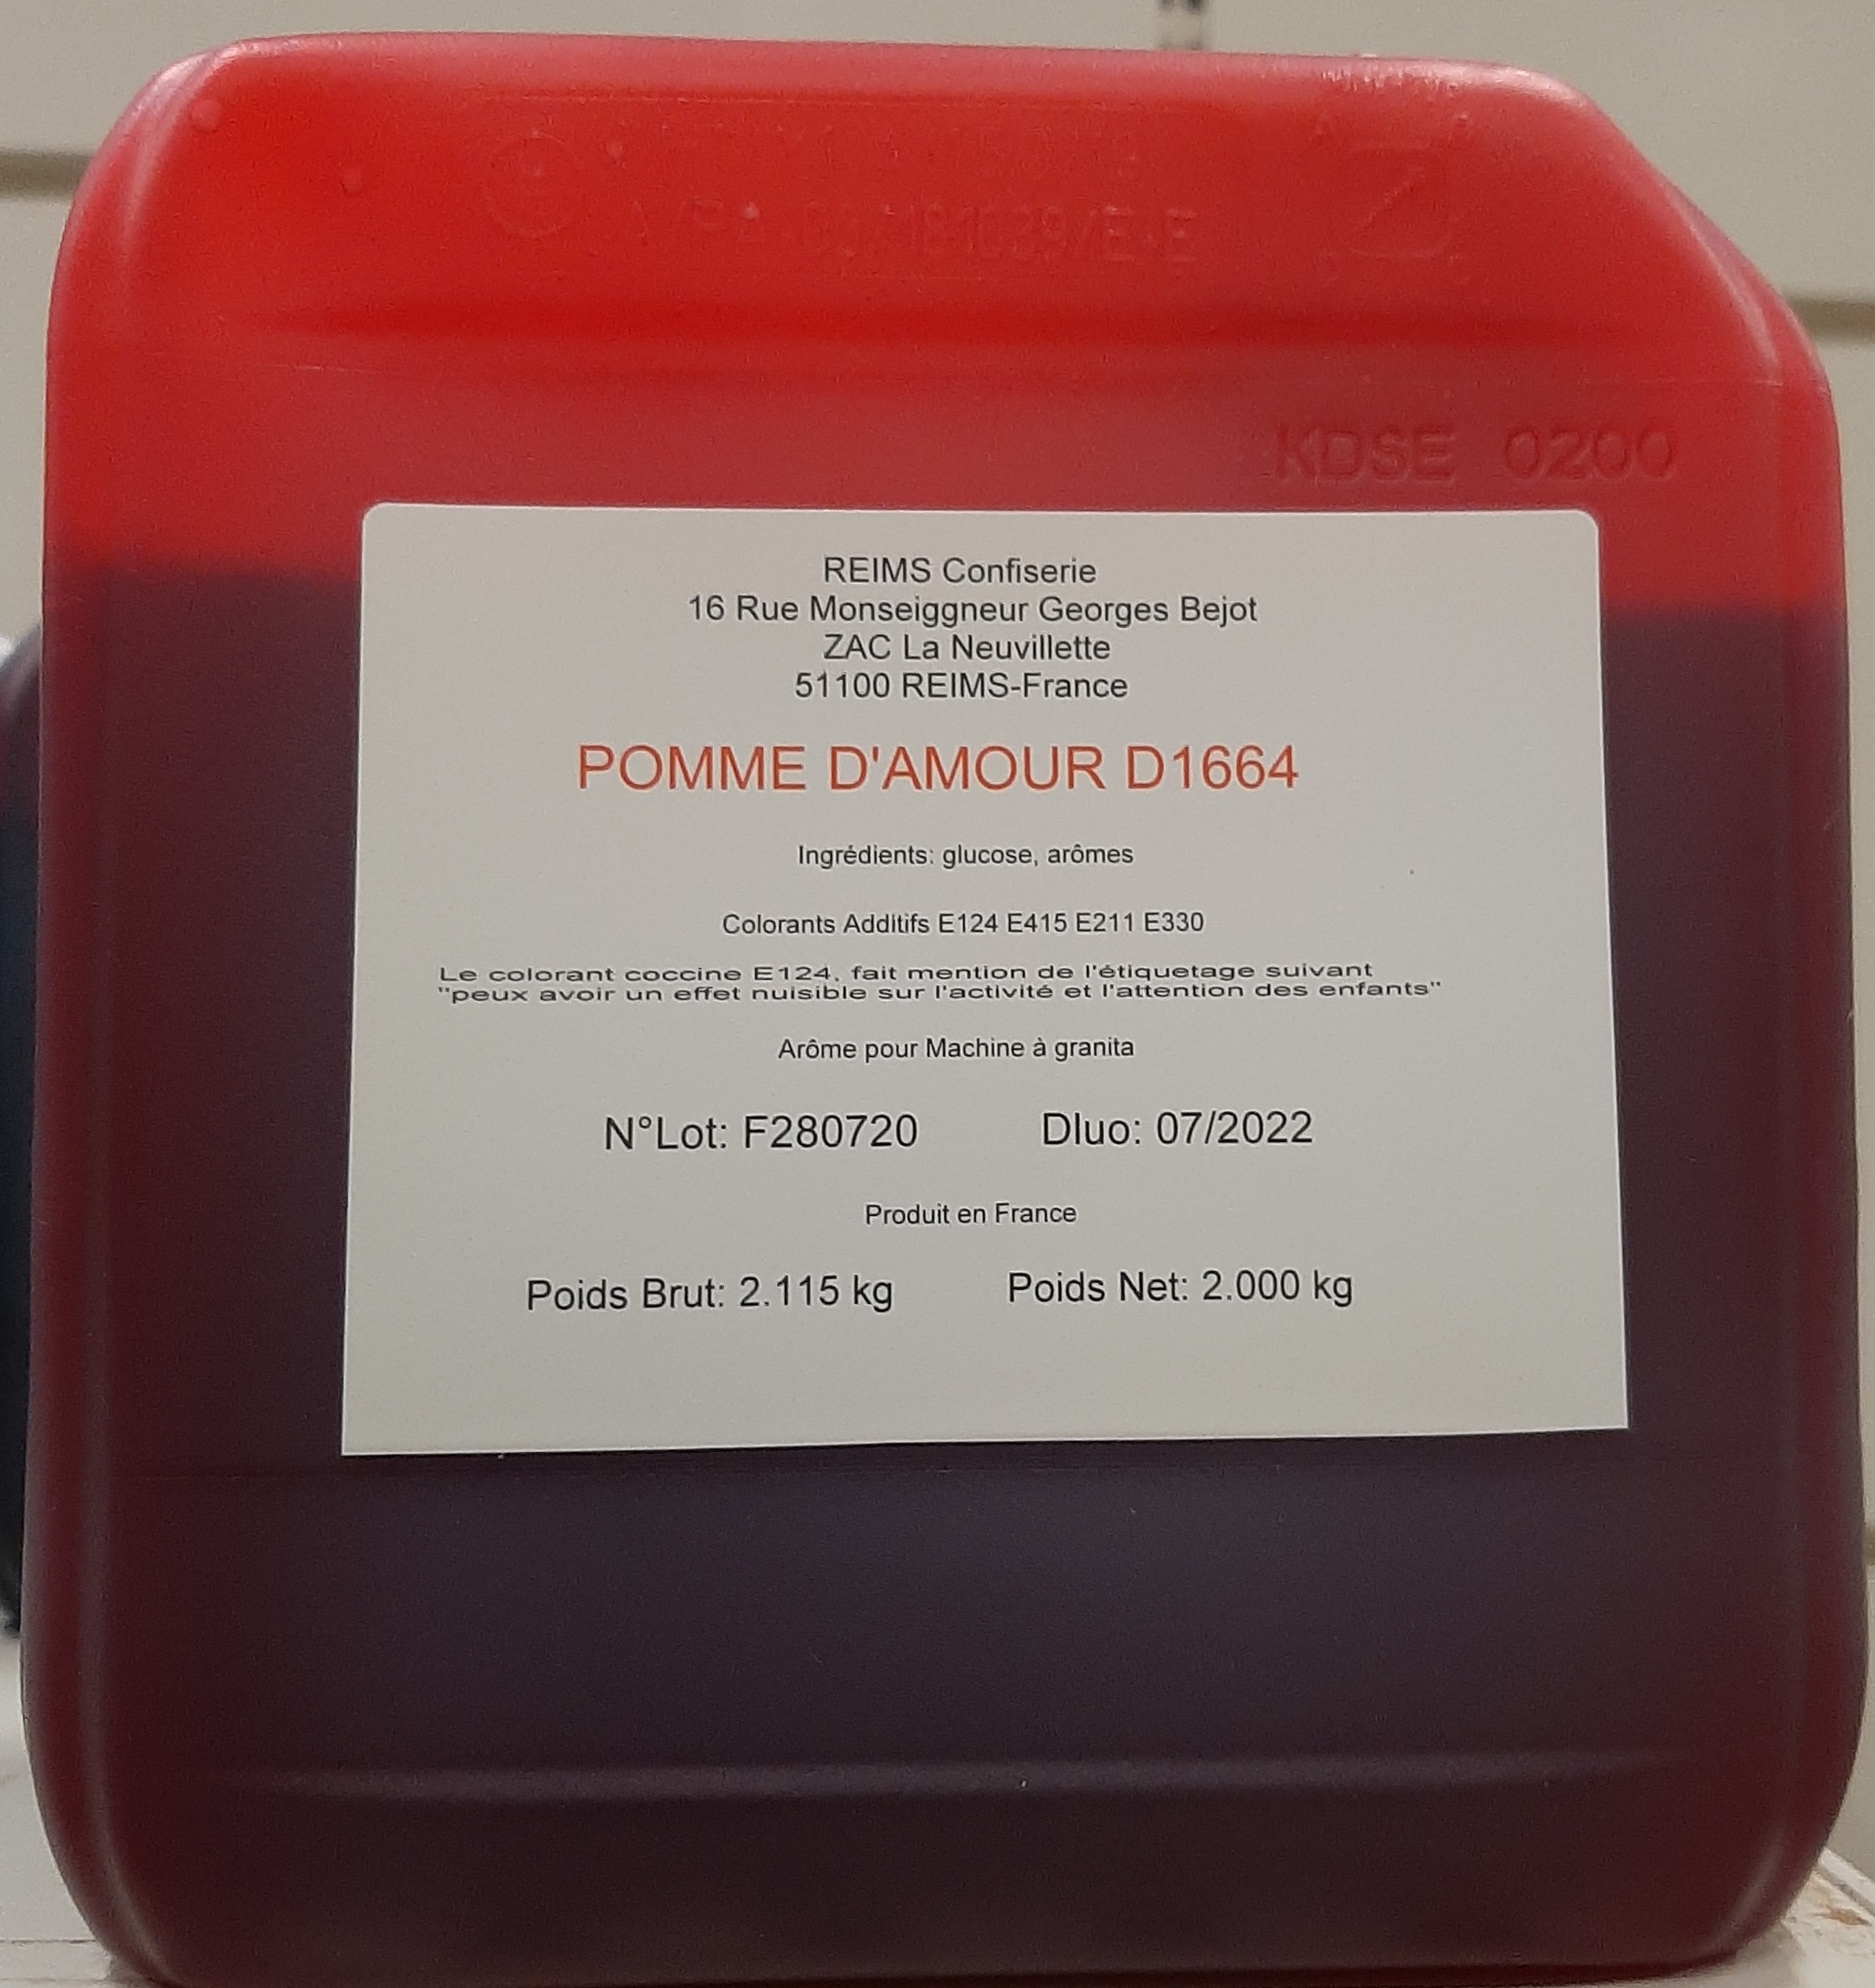 KDSE 0200
REIMS Confiserie
16 Rue Monseiggneur Georges Bejot
ZAC La Neuvillette
51100 REIMS-France
POMME D'AMOUR D1664
Ingrédients: glucose, arômes
Colorants Additifs E124 E415 E211 E330
Le colorant coccine E124. fait mention de l'étiquetage suivant
"peux avoir un effet nuisible sur l'activité et l'attention des enfants"
Arôme pour Machine à granita
N°Lot: F280720 Dluo: 07/2022
Produit en France
Poids Brut: 2.115 kg Poids Net: 2.000 kg